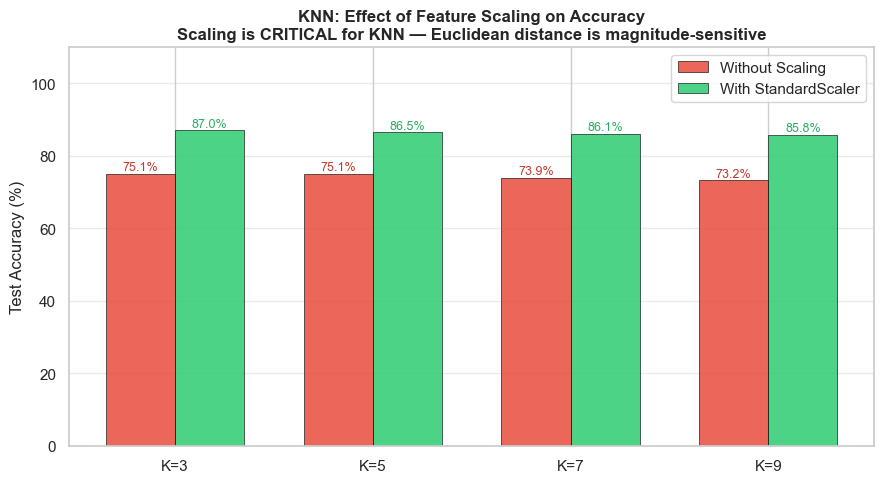 KNN: Effect of Feature Scaling on Accuracy
Scaling is CRITICAL for KNN — Euclidean distance is magnitude-sensitive
Without Scaling
With StandardScaler
Test Accuracy (%)
100
80
60
40
20
0
75.1%
87.0%
75.1%
86.5%
73.9%
86.1%
73.2%
85.8%
K=3
K=5
K=7
K=9